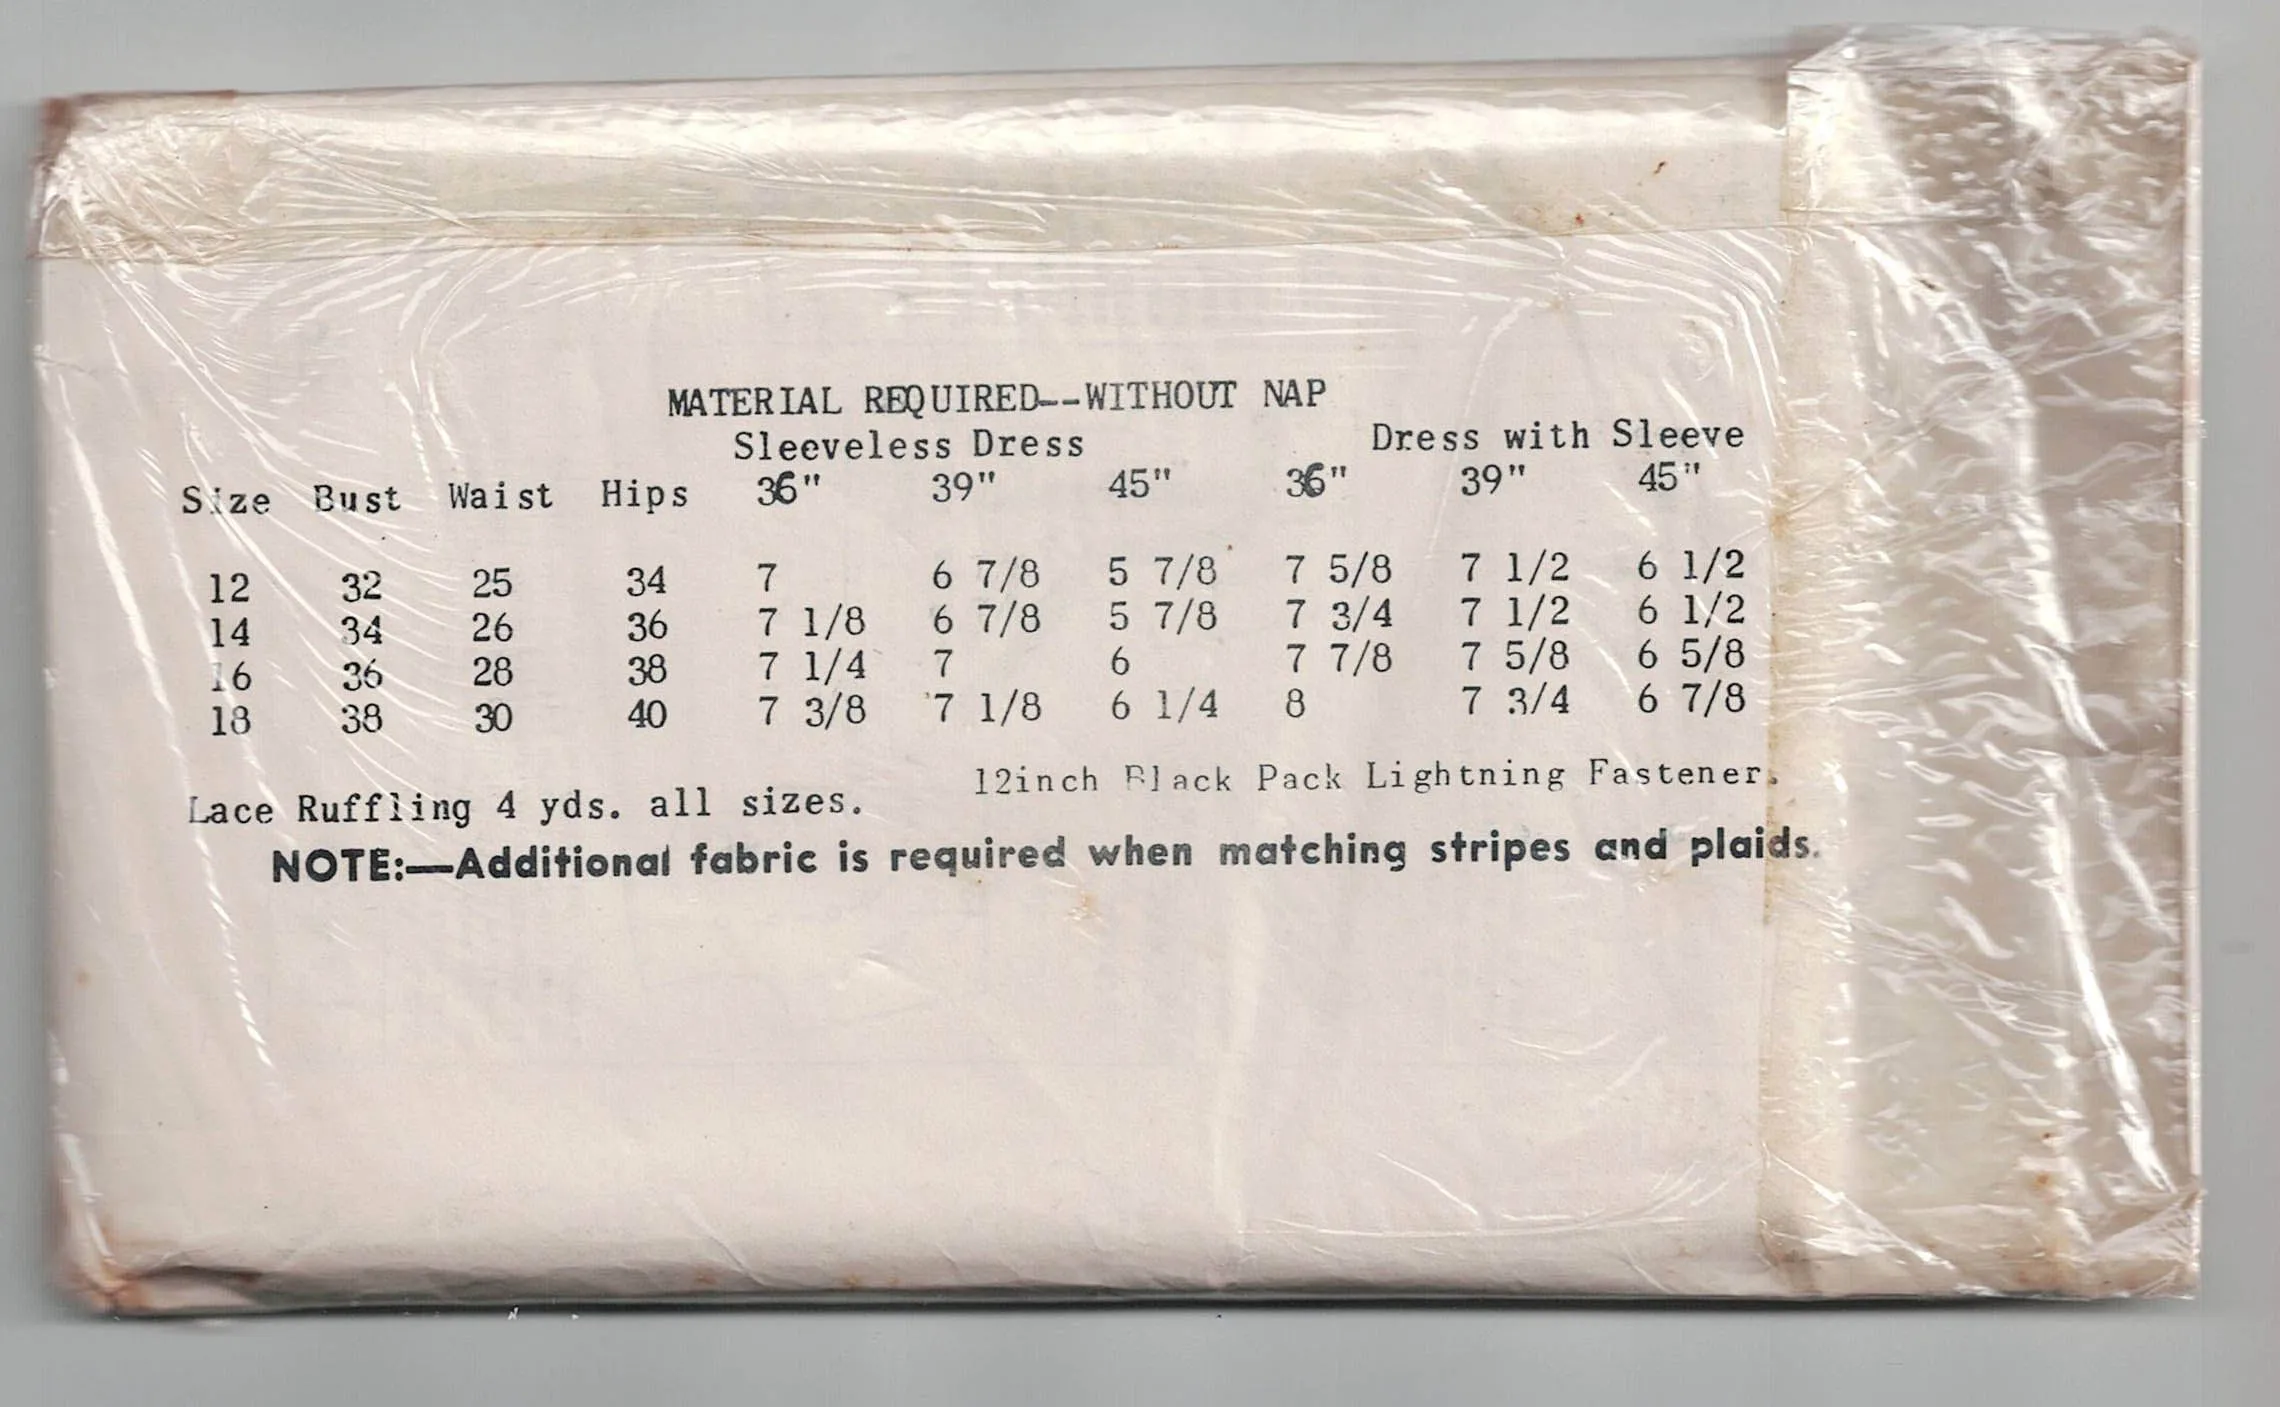 MATERIAL REQUIRED--WITHOUT NAP
Sleeveless Dress Dress with Sleeve
Size Bust Waist Hips 36" 39" 45" 36" 39" 45"
12 32 25 34 7 6 7/8 5 7/8 7 5/8 7 1/2 6 1/2
14 34 26 36 7 1/8 6 7/8 5 7/8 7 3/4 7 1/2 6 1/2
16 36 28 38 7 1/4 7 6 7 7/8 7 5/8 6 5/8
18 38 30 40 7 3/8 7 1/8 6 1/4 8 7 3/4 6 7/8
Lace Ruffling 4 yds. all sizes. 12inch Black Pack Lightning Fastener.
NOTE:—Additional fabric is required when matching stripes and plaids.